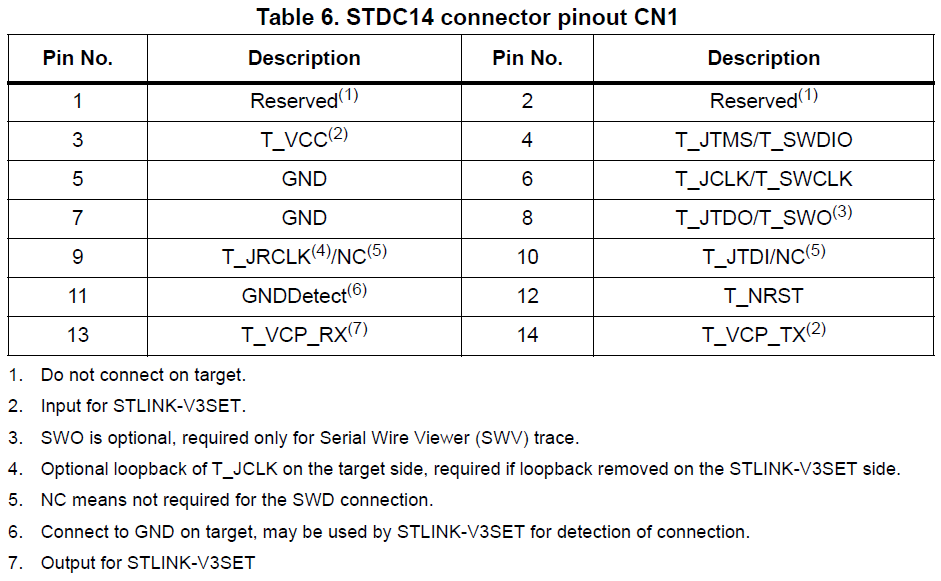 Table 6. STDC14 connector pinout CN1
Pin No. Description Pin No. Description
1 Reserved(1) 2 Reserved(1)
3 T_VCC(2) 4 T_JTMS/T_SWDIO
5 GND 6 T_JCLK/T_SWCLK
7 GND 8 T_JTDO/T_SWO(3)
9 T_JRCLK(4)/NC(5) 10 T_JTDI/NC(5)
11 GNDDetect(6) 12 T_NRST
13 T_VCP_RX(7) 14 T_VCP_TX(2)
1. Do not connect on target.
2. Input for STLINK-V3SET.
3. SWO is optional, required only for Serial Wire Viewer (SWV) trace.
4. Optional loopback of T_JCLK on the target side, required if loopback removed on the STLINK-V3SET side.
5. NC means not required for the SWD connection.
6. Connect to GND on target, may be used by STLINK-V3SET for detection of connection.
7. Output for STLINK-V3SET